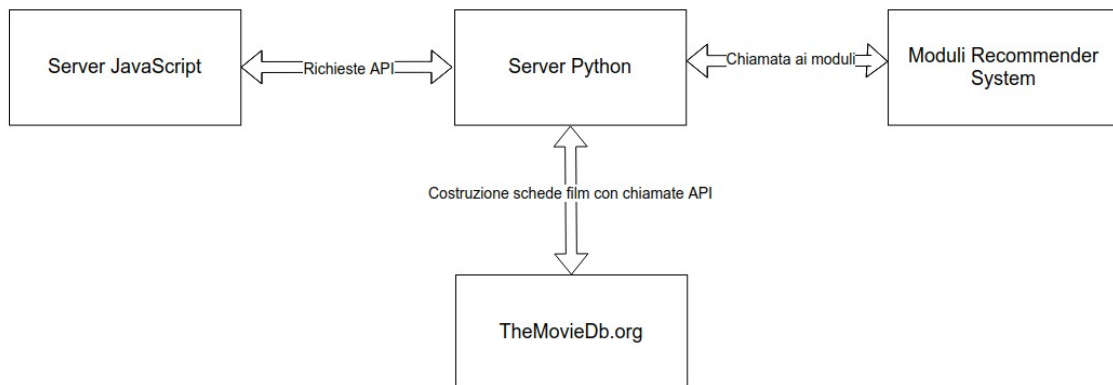 Server JavaScript
Richieste API
Server Python
Chiamata ai moduli
Moduli Recommender
System
Costruzione schede film con chiamate API
TheMovieDb.org